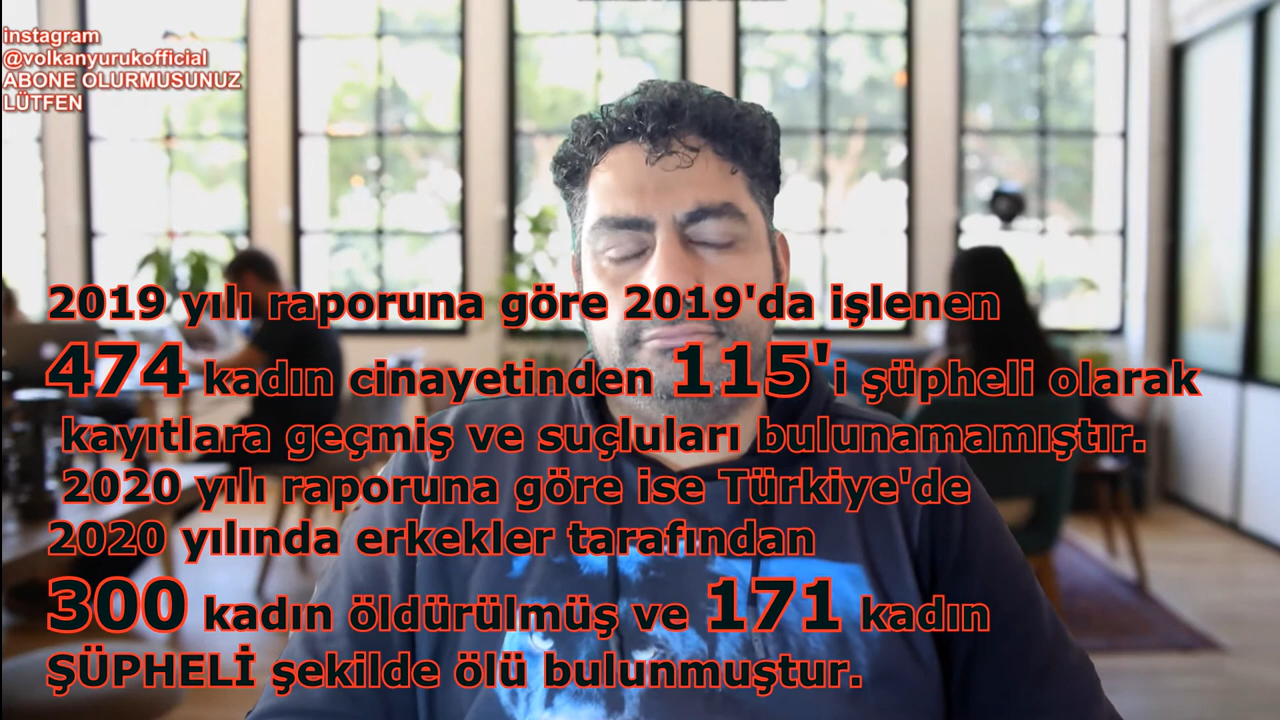 instagram
@volkanyurukofficial
ABONE OLURMUSUNUZ
LÜTFEN
2019 yılı raporuna göre 2019'da işlenen
474 kadın cinayetinden 115'i şüpheli olarak
kayıtlara geçmiş ve suçluları bulunamamıştır.
2020 yılı raporuna göre ise Türkiye'de
2020 yılında erkekler tarafından
300 kadın öldürülmüş ve 171 kadın
ŞÜPHELİ şekilde ölü bulunmuştur.